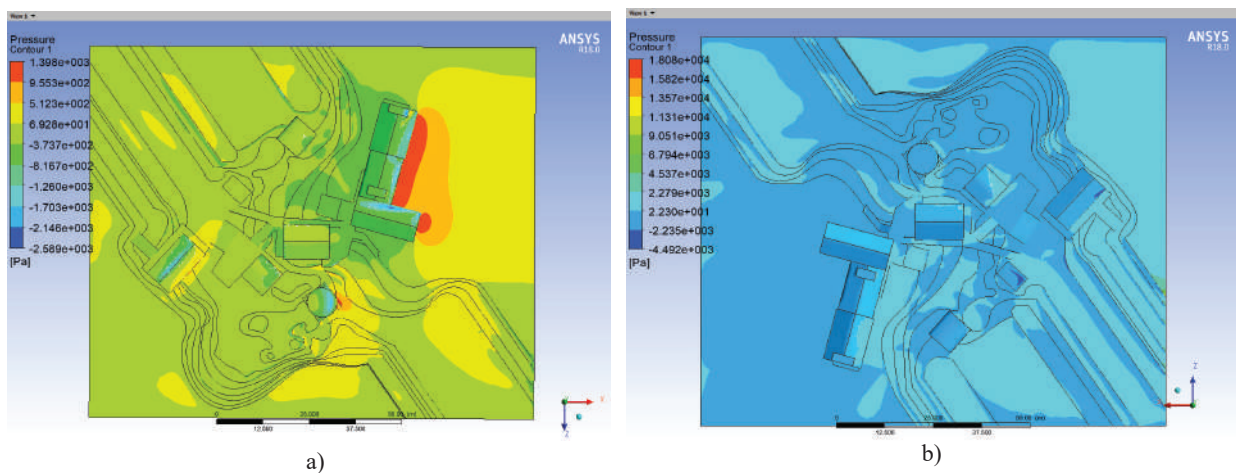 View 1 ▼
ANSYS
R18.0
Pressure
Contour 1
1.398e+003
9.553e+002
5.123e+002
6.928e+001
-3.737e+002
-8.167e+002
-1.260e+003
-1.703e+003
-2.146e+003
-2.589e+003
[Pa]
0
25.000
(m)
12.500
37.500
X
Z
a)
View 1 ▼
ANSYS
R18.0
Pressure
Contour 1
1.808e+004
1.582e+004
1.357e+004
1.131e+004
9.051e+003
6.794e+003
4.537e+003
2.279e+003
2.230e+001
-2.235e+003
-4.492e+003
[Pa]
0
25.000
(m)
12.500
37.500
Z
b)